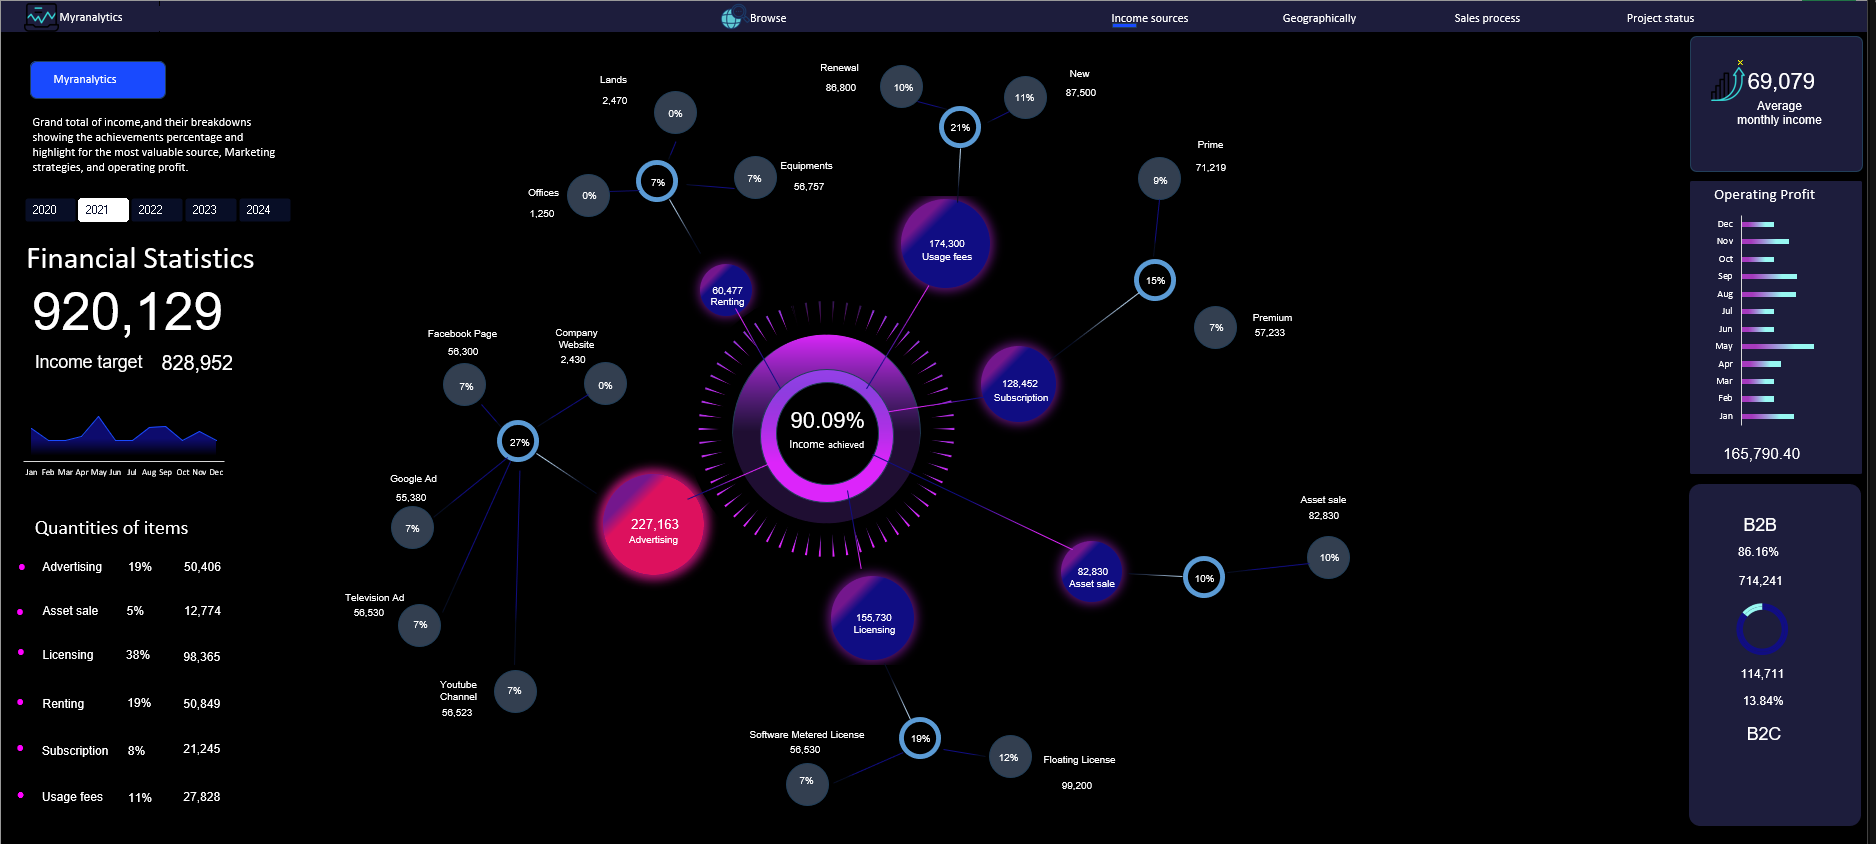 Myranalytics
Browse
Income sources
Geographically
Sales process
Project status
Myranalytics
Grand total of income,and their breakdowns
showing the achievements percentage and
highlight for the most valuable source, Marketing
strategies, and operating profit.
2020
2021
2022
2023
2024
Financial Statistics
920,129
Income target 828,952
Jan Feb Mar Apr May Jun Jul Aug Sep Oct Nov Dec
Quantities of items
Advertising 19% 50,406
Asset sale 5% 12,774
Licensing 38% 98,365
Renting 19% 50,849
Subscription 8% 21,245
Usage fees 11% 27,828
Lands
2,470
0%
Offices
1,250
0%
7%
7%
Equipments
56,757
60,477
Renting
Renewal
86,800
10%
New
87,500
11%
21%
174,300
Usage fees
Prime
71,219
9%
15%
Premium
57,233
7%
128,452
Subscription
90.09%
Income achieved
Facebook Page
56,300
7%
Company
Website
2,430
0%
27%
Google Ad
55,380
7%
Television Ad
56,530
7%
Youtube
Channel
56,523
7%
227,163
Advertising
155,730
Licensing
19%
Software Metered License
56,530
7%
12%
Floating License
99,200
82,830
Asset sale
10%
Asset sale
82,830
10%
69,079
Average
monthly income
Operating Profit
Dec
Nov
Oct
Sep
Aug
Jul
Jun
May
Apr
Mar
Feb
Jan
165,790.40
B2B
86.16%
714,241
114,711
13.84%
B2C